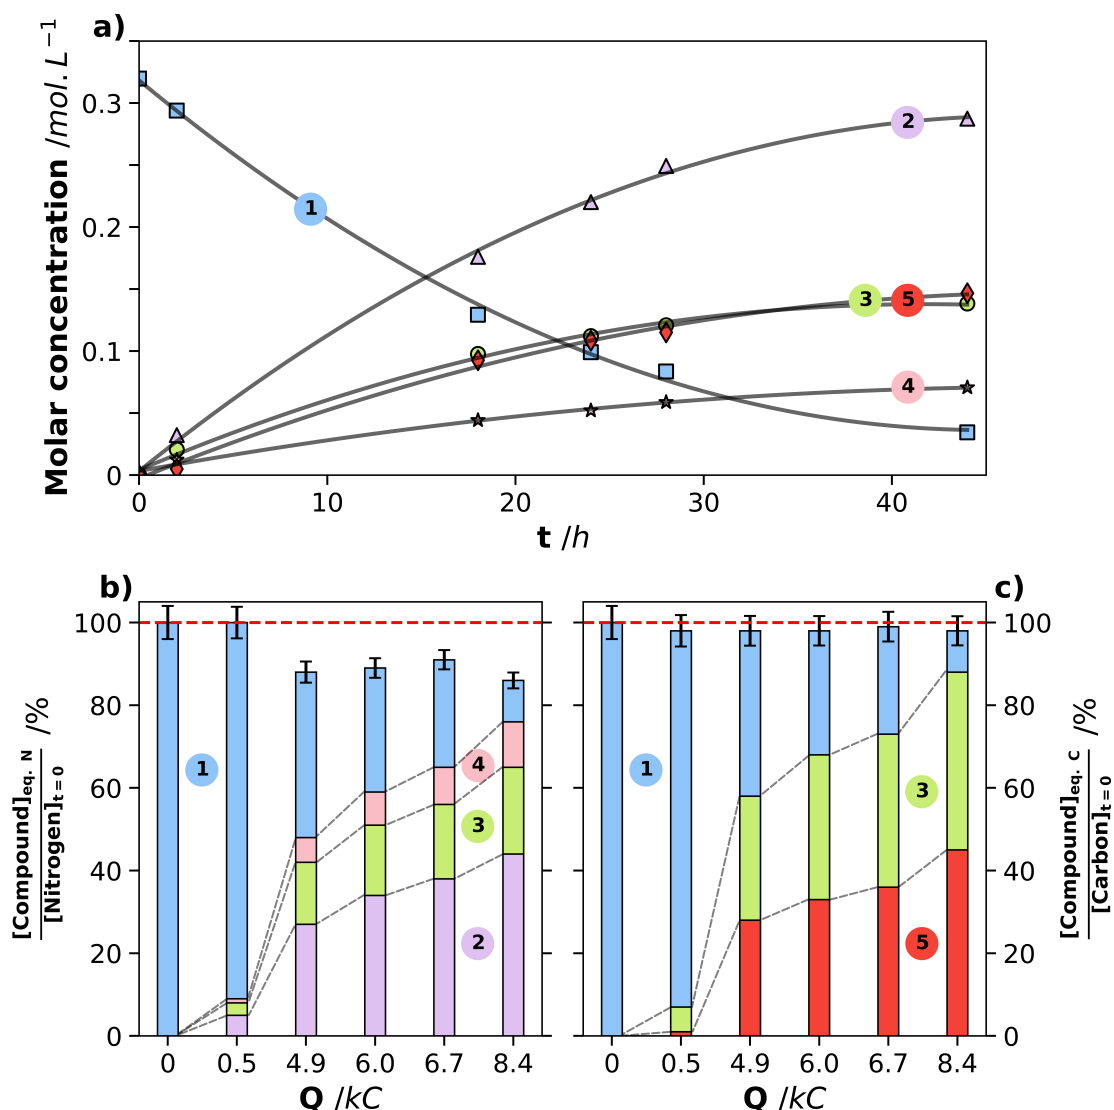 a)
Molar concentration /mol. L⁻¹
0.3
0.2
0.1
0
1
2
3
5
4
0 10 20 30 40
t /h
b)
[Compound]eq. N
[Nitrogen]t = 0
/%
100
80
60
40
20
0
1
4
3
2
0 0.5 4.9 6.0 6.7 8.4
Q /kC
c)
1
3
5
100
80
60
40
20
0
[Compound]eq. C
[Carbon]t = 0
/%
0 0.5 4.9 6.0 6.7 8.4
Q /kC